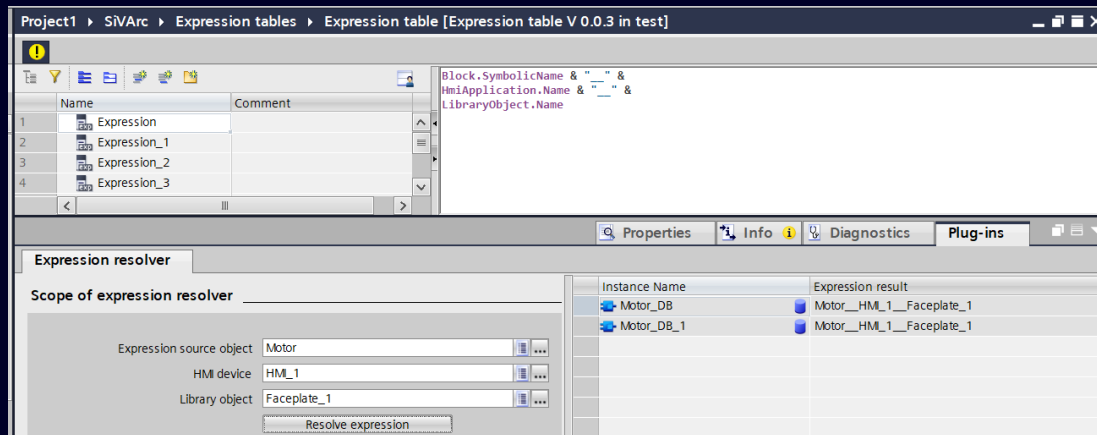 Project1 ▸ SiVArc ▸ Expression tables ▸ Expression table [Expression table V 0.0.3 in test]
Block.SymbolicName & "__" &
HmiApplication.Name & "__" &
LibraryObject.Name
Name Comment
1 Expression
2 Expression_1
3 Expression_2
4 Expression_3
Properties Info Diagnostics Plug-ins
Expression resolver
Scope of expression resolver
Instance Name Expression result
Motor_DB Motor__HMI_1__Faceplate_1
Motor_DB_1 Motor__HMI_1__Faceplate_1
Expression source object Motor
HMI device HMI_1
Library object Faceplate_1
Resolve expression